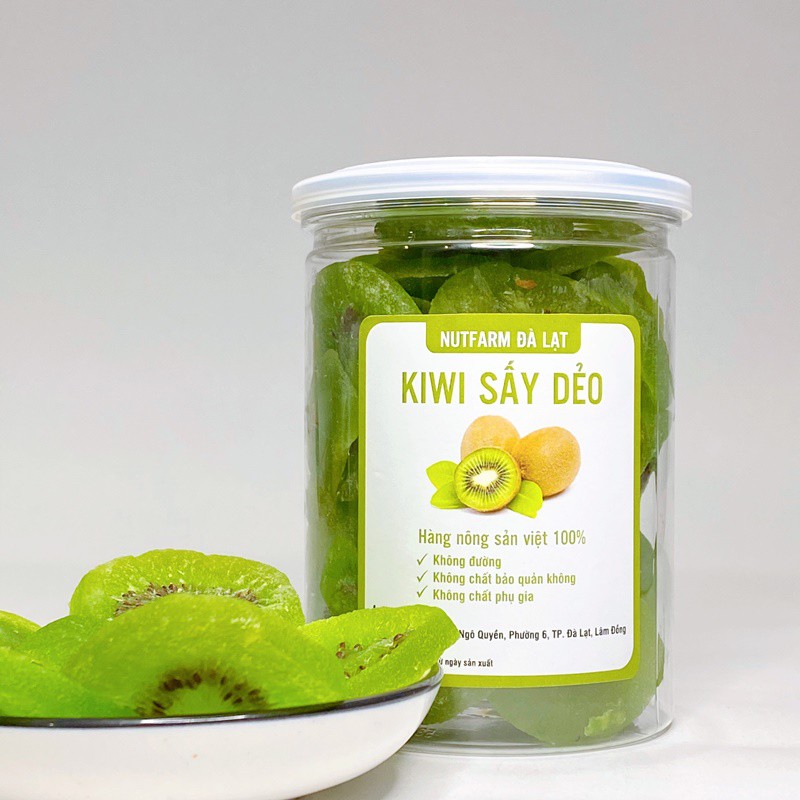 NUTFARM ĐÀ LẠT
KIWI SẤY DẺO
Hàng nông sản việt 100%
✓ Không đường
✓ Không chất bảo quản không
✓ Không chất phụ gia
Ngô Quyền, Phường 6, TP. Đà Lạt, Lâm Đồng
ngày sản xuất